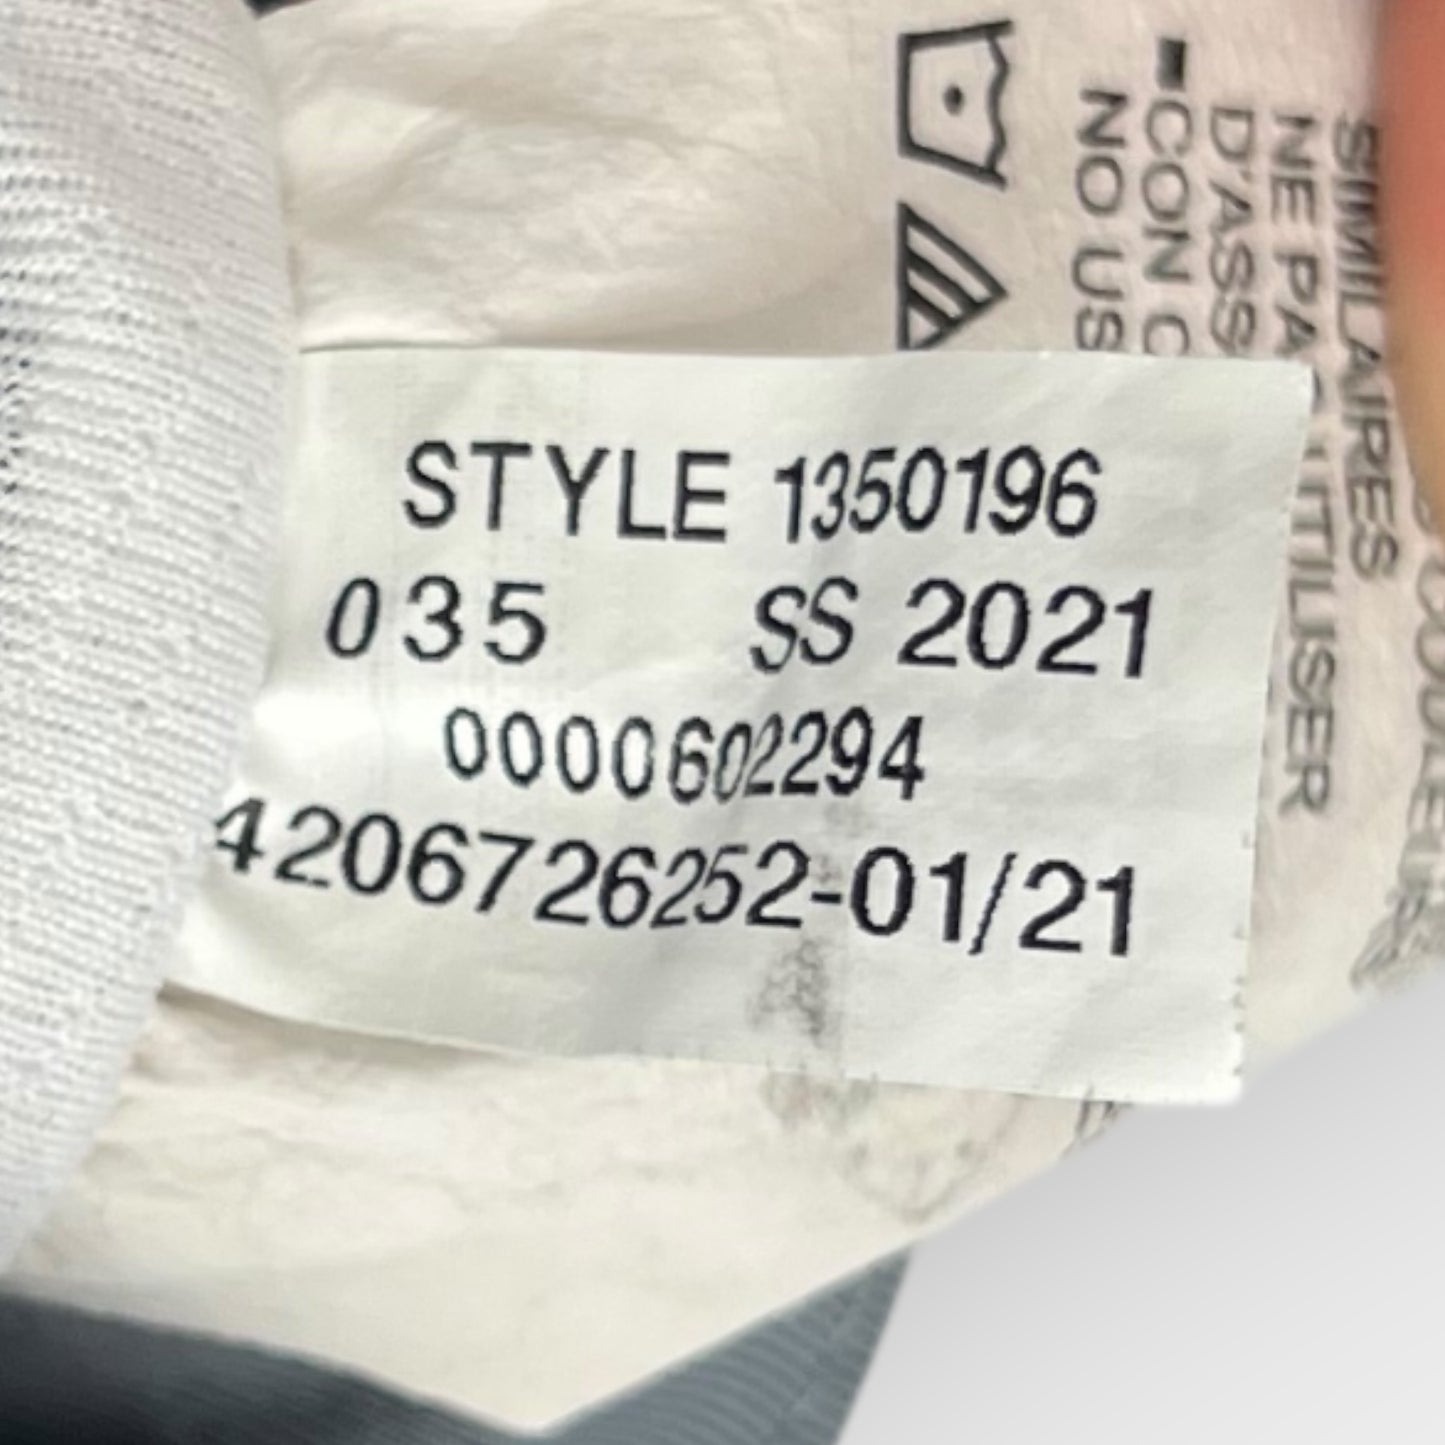 STYLE 1350196
035 SS 2021
0000602294
4206726252-01/21
SIMILAIRES
NE PAS UTILISER
D'ASS
-CON C
NO US